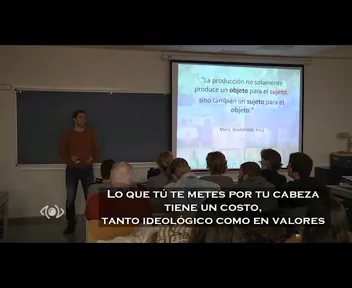 "La producción no solamente
produce un objeto para el sujeto,
sino también un sujeto para el
objeto."
LO QUE TÚ TE METES POR TU CABEZA
TIENE UN COSTO,
TANTO IDEOLÓGICO COMO EN VALORES